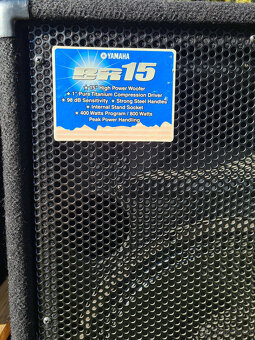 YAMAHA
BR15
• 15" High Power Woofer
• 1" Pure Titanium Compression Driver
• 98 dB Sensitivity • Strong Steel Handles
• Internal Stand Socket
• 400 Watts Program / 800 Watts
Peak Power Handling